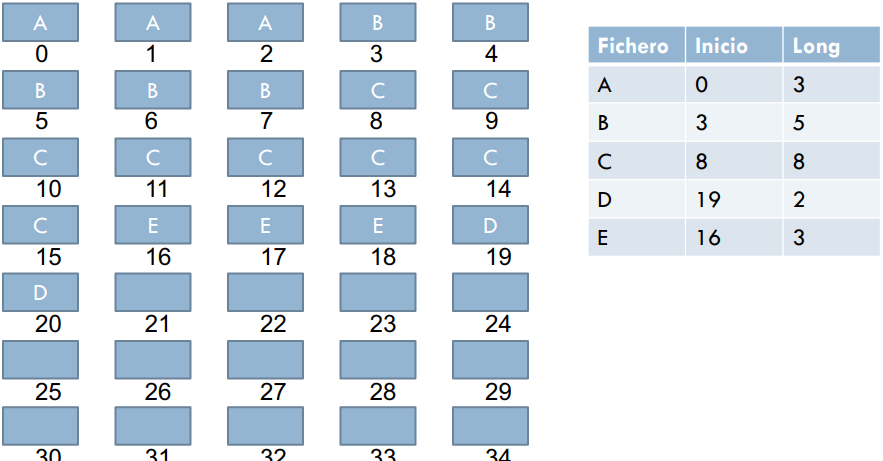 A A A B B
0 1 2 3 4
B B B C C
5 6 7 8 9
C C C C C
10 11 12 13 14
C E E E D
15 16 17 18 19
D
20 21 22 23 24
25 26 27 28 29
30 31 32 33 34
Fichero Inicio Long
A 0 3
B 3 5
C 8 8
D 19 2
E 16 3